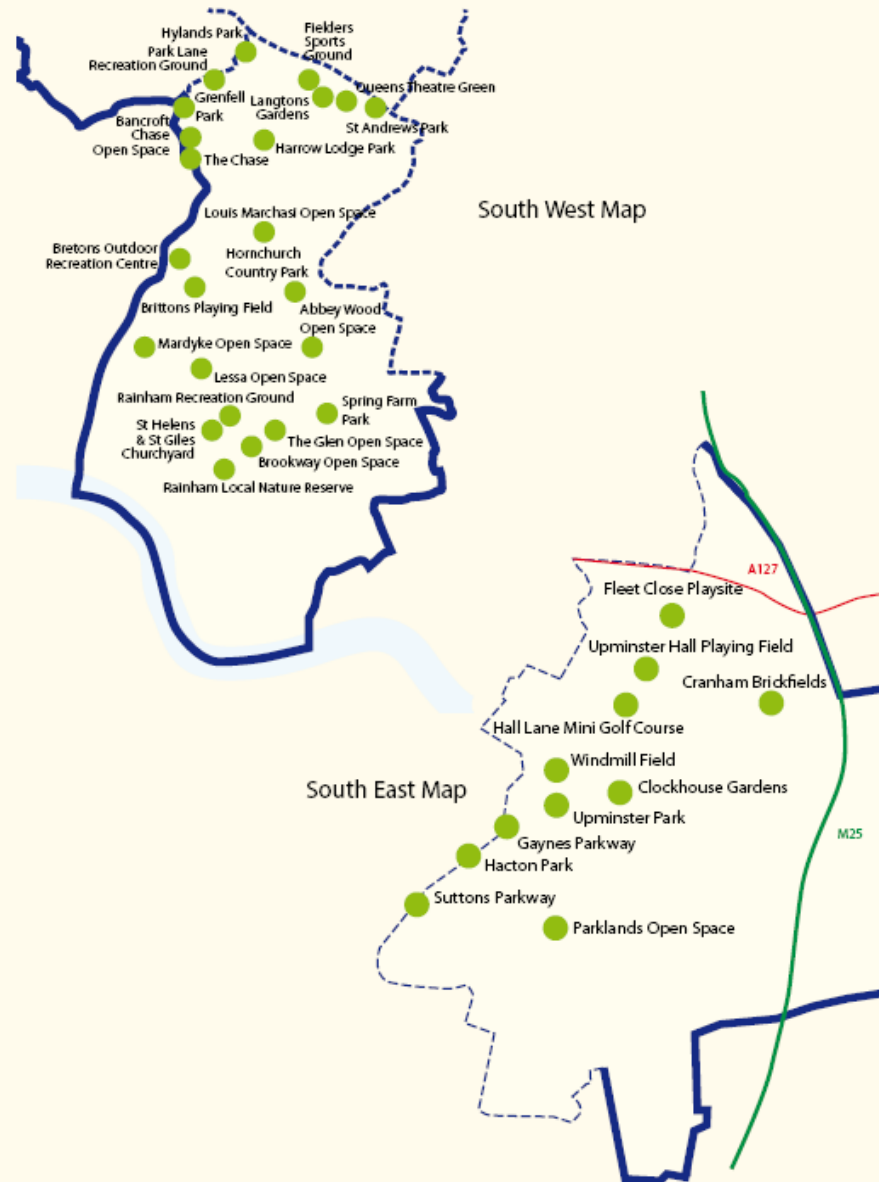 Hylands Park
Park Lane
Recreation Ground
Fielders
Sports
Ground
Grenfell
Park
Langtons
Gardens
Queens Theatre Green
St Andrews Park
Bancroft
Chase
Open Space
The Chase
Harrow Lodge Park
Louis Marchasi Open Space
South West Map
Bretons Outdoor
Recreation Centre
Hornchurch
Country Park
Brittons Playing Field
Abbey Wood
Open Space
Mardyke Open Space
Lessa Open Space
Rainham Recreation Ground
Spring Farm
Park
St Helens
& St Giles
Churchyard
The Glen Open Space
Brookway Open Space
Rainham Local Nature Reserve
A127
Fleet Close Playsite
Upminster Hall Playing Field
Cranham Brickfields
Hall Lane Mini Golf Course
Windmill Field
South East Map
Clockhouse Gardens
Upminster Park
M25
Gaynes Parkway
Hacton Park
Suttons Parkway
Parklands Open Space